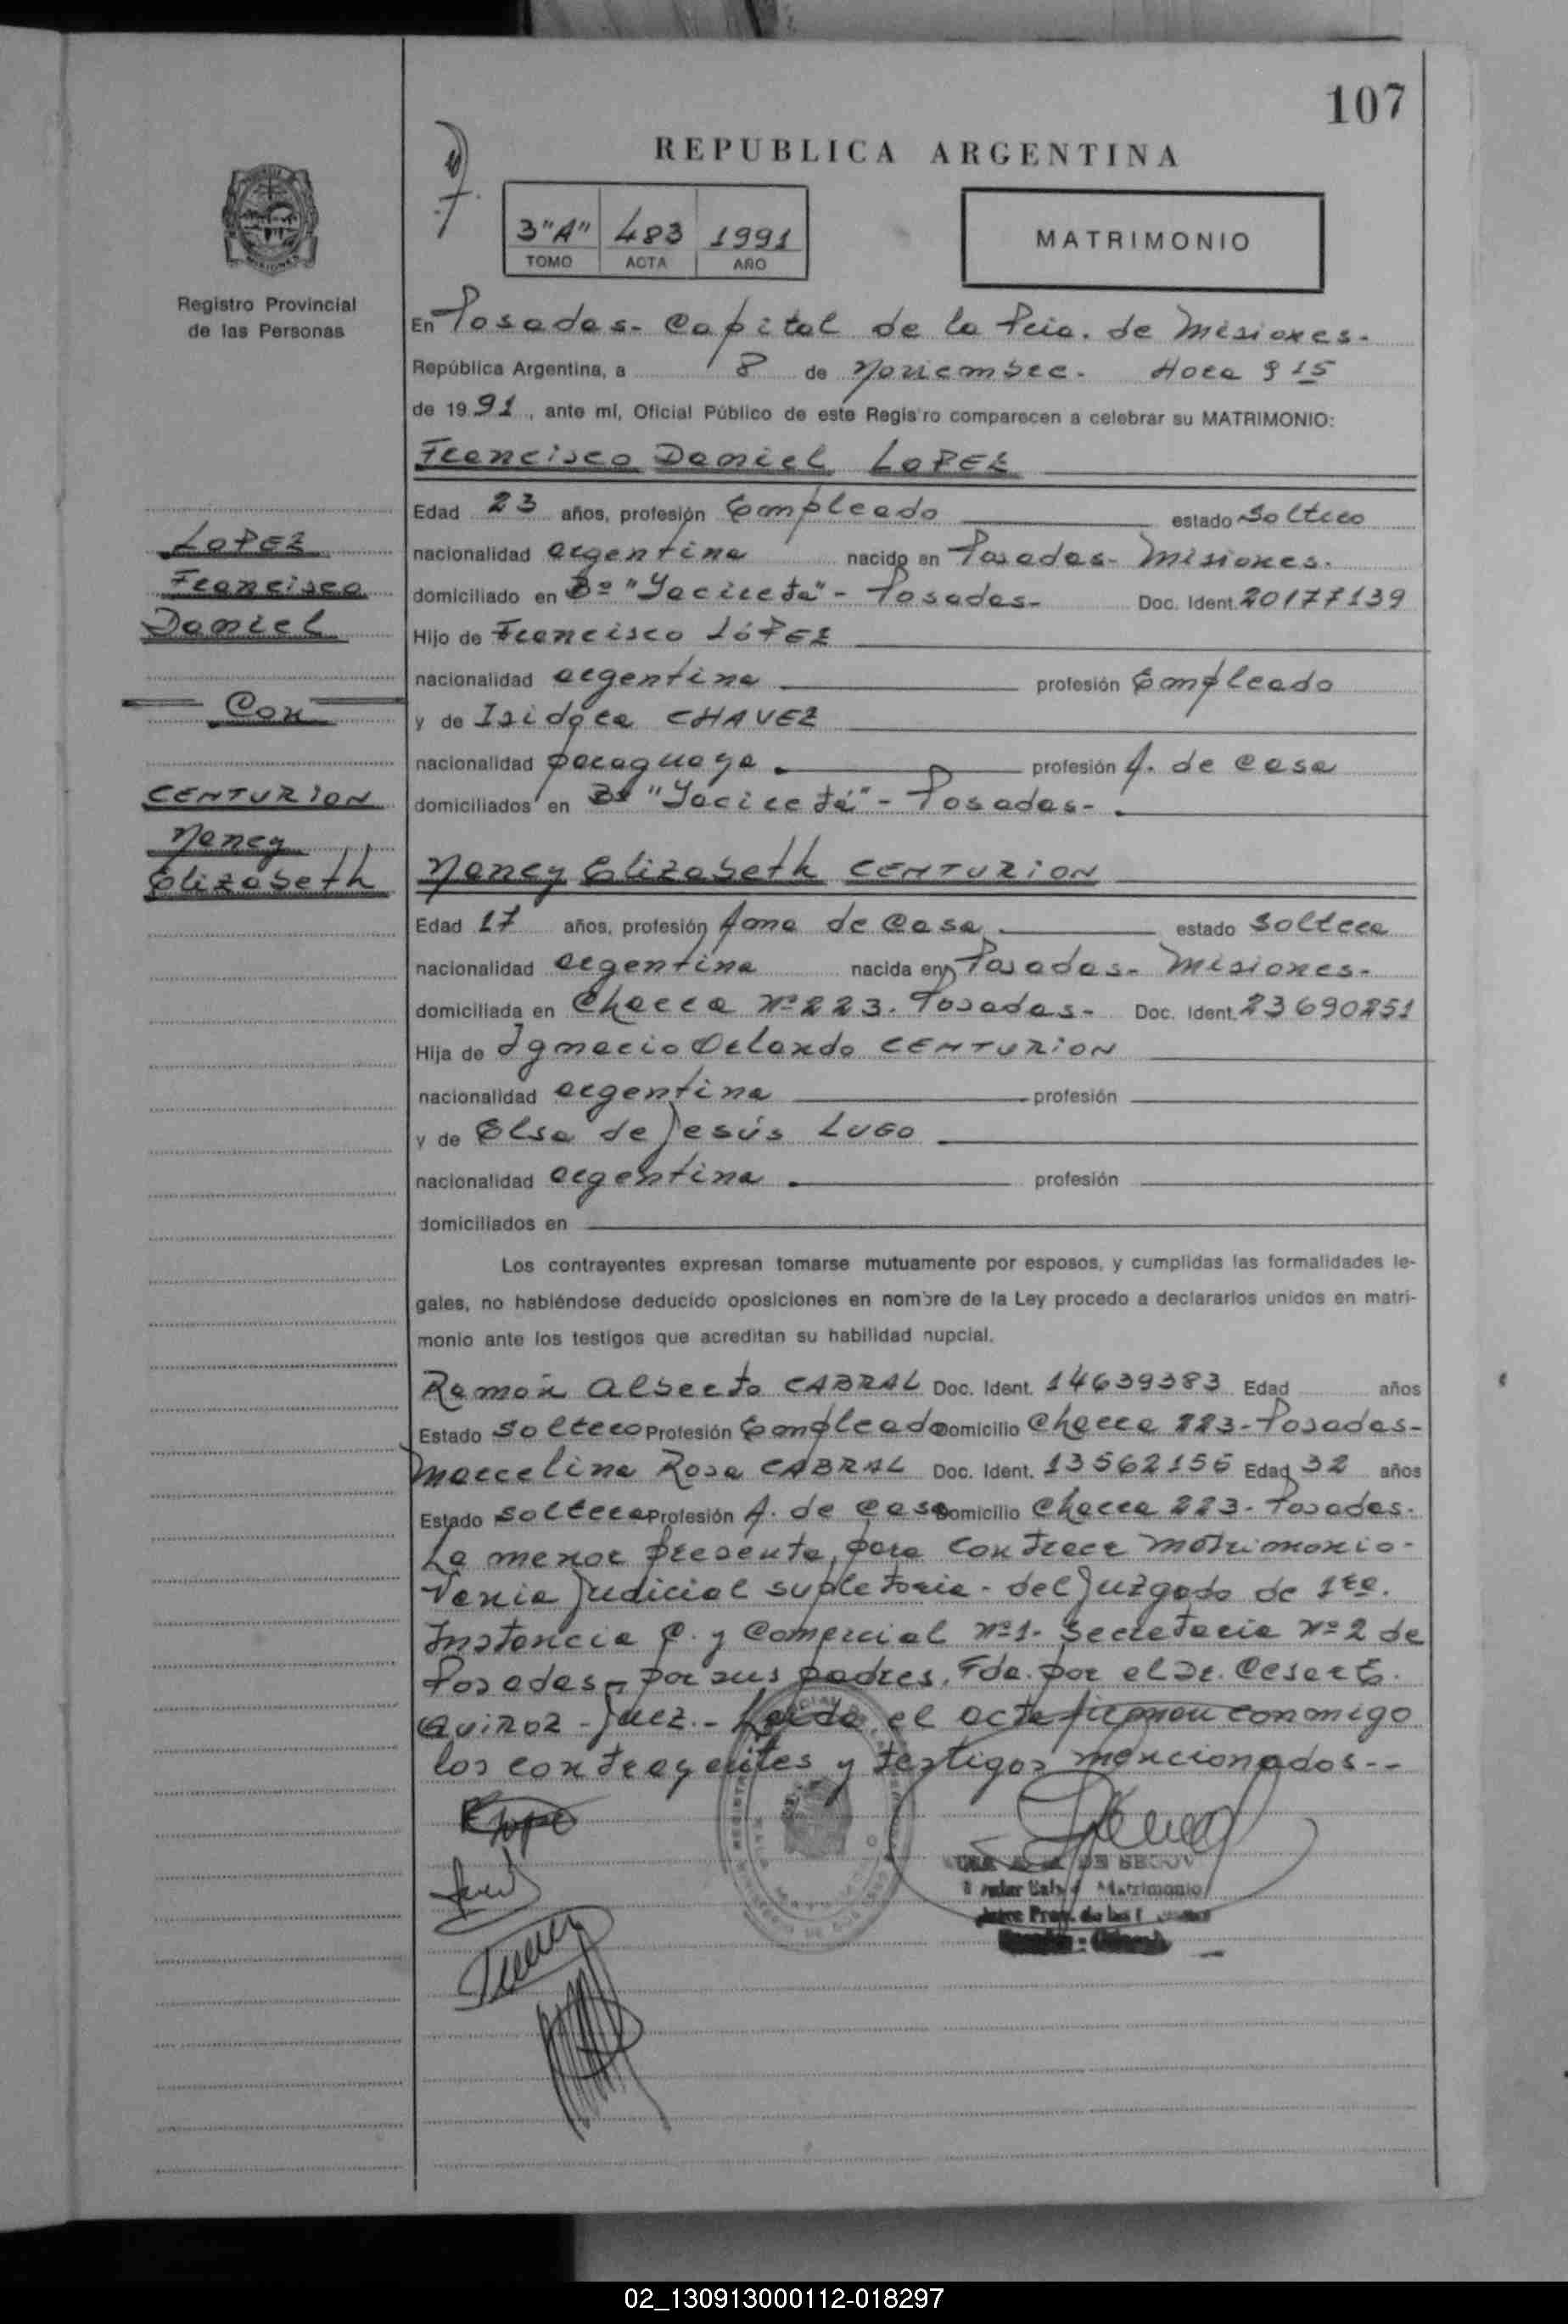 107
REPUBLICA ARGENTINA
3"A" 483 1991
TOMO ACTA AÑO
MATRIMONIO
Registro Provincial
de las Personas
En Posadas - Capital de la Pcia. de Misiones -
República Argentina, a 8 de Noviembre. Hora 9 15
de 1991, ante mí, Oficial Público de este Registro comparecen a celebrar su MATRIMONIO:
Francisco Daniel LOPEZ
Edad 23 años, profesión Empleado estado Soltero
nacionalidad argentina nacido en Posadas - Misiones.
domiciliado en Bº "Yacireta" - Posadas - Doc. Ident. 20177139
Hijo de Francisco LÓPEZ
nacionalidad argentina profesión Empleado
y de Isidora CHAVEZ
nacionalidad paraguaya profesión A. de casa
domiciliados en Bº "Yaciretá" - Posadas -
LOPEZ
Francisco
Daniel
Con
CENTURION
Nancy
Elizabeth
Nancy Elizabeth CENTURION
Edad 17 años, profesión Ama de Casa estado Soltera
nacionalidad argentina nacida en Posadas - Misiones -
domiciliada en Chacra Nº 223. Posadas - Doc. Ident. 23690251
Hija de Ignacio Orlando CENTURION
nacionalidad argentina profesión
y de Elsa de Jesús LUGO
nacionalidad argentina profesión
domiciliados en
Los contrayentes expresan tomarse mutuamente por esposos, y cumplidas las formalidades le-
gales, no habiéndose deducido oposiciones en nombre de la Ley procedo a declararlos unidos en matri-
monio ante los testigos que acreditan su habilidad nupcial.
Ramón Alberto CABRAL Doc. Ident. 14639383 Edad años
Estado Soltero Profesión Empleado Domicilio Chacra 223 - Posadas -
Marcelina Rosa CABRAL Doc. Ident. 13562156 Edad 32 años
Estado Soltera Profesión A. de casa Domicilio Chacra 223 - Posadas.
La menor presenta, para contraer matrimonio -
Venia Judicial supletoria - del Juzgado de 1ra.
Instancia C. y Comercial Nº 1 - Secretaria Nº 2 de
Posadas - por sus padres, Fdo. por el Dr. Cesar E.
QUIROZ - Juez. - Leída el acta firman conmigo
los contrayentes y testigos mencionados --
02_130913000112-018297